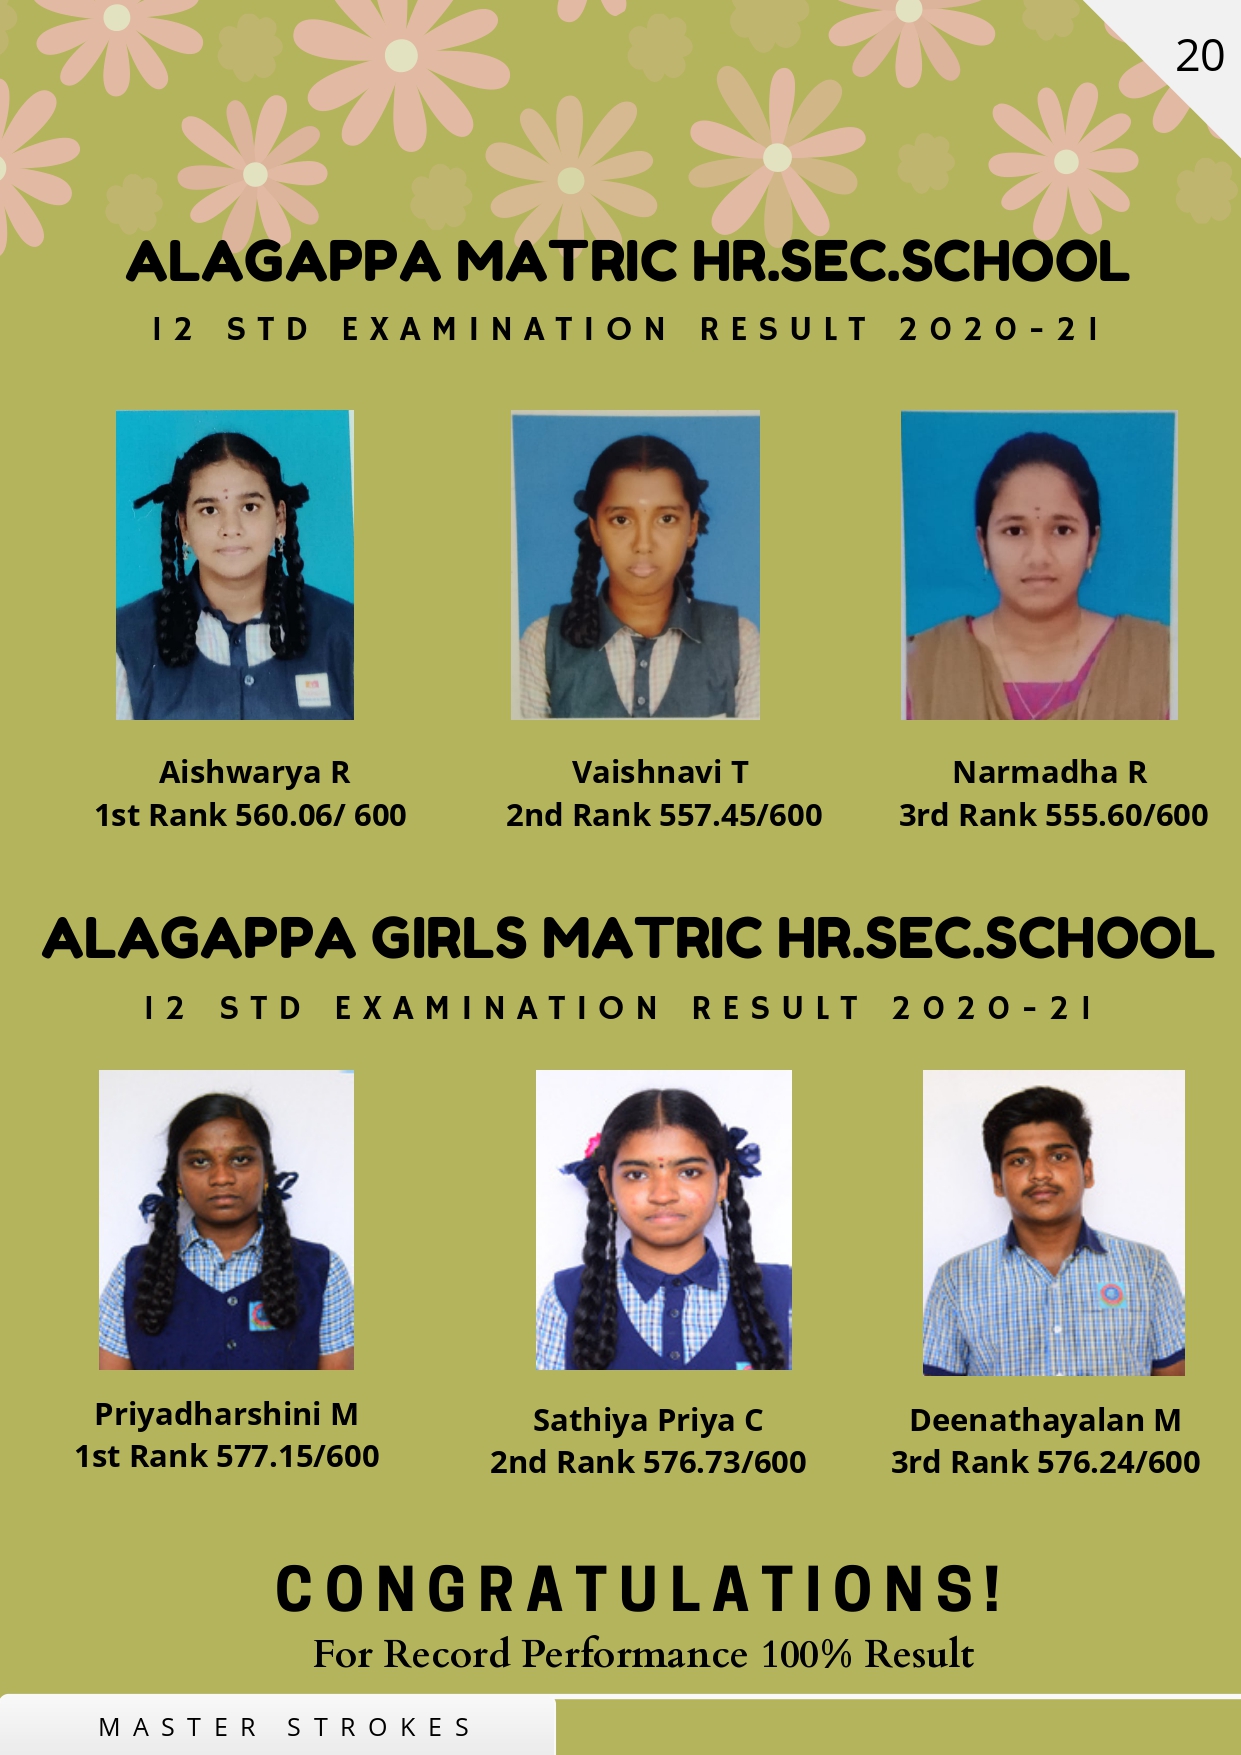 20
ALAGAPPA MATRIC HR.SEC.SCHOOL
12 STD EXAMINATION RESULT 2020-21
Aishwarya R
1st Rank 560.06/ 600
Vaishnavi T
2nd Rank 557.45/600
Narmadha R
3rd Rank 555.60/600
ALAGAPPA GIRLS MATRIC HR.SEC.SCHOOL
12 STD EXAMINATION RESULT 2020-21
Priyadharshini M
1st Rank 577.15/600
Sathiya Priya C
2nd Rank 576.73/600
Deenathayalan M
3rd Rank 576.24/600
CONGRATULATIONS!
For Record Performance 100% Result
MASTER STROKES